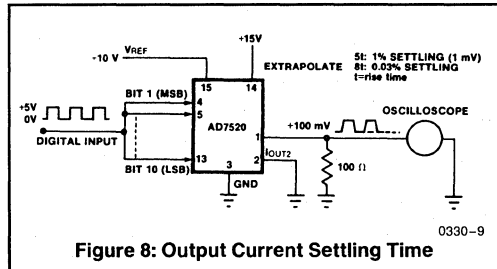 +15V
VREF
-10 V
5t: 1% SETTLING (1 mV)
EXTRAPOLATE
8t: 0.03% SETTLING
t=rise time
15
14
BIT 1 (MSB)
4
5
OSCILLOSCOPE
+5V
0V
AD7520
+100 mV
1
DIGITAL INPUT
IOUT2
2
13
3
100 Ω
BIT 10 (LSB)
GND
0330-9
Figure 8: Output Current Settling Time